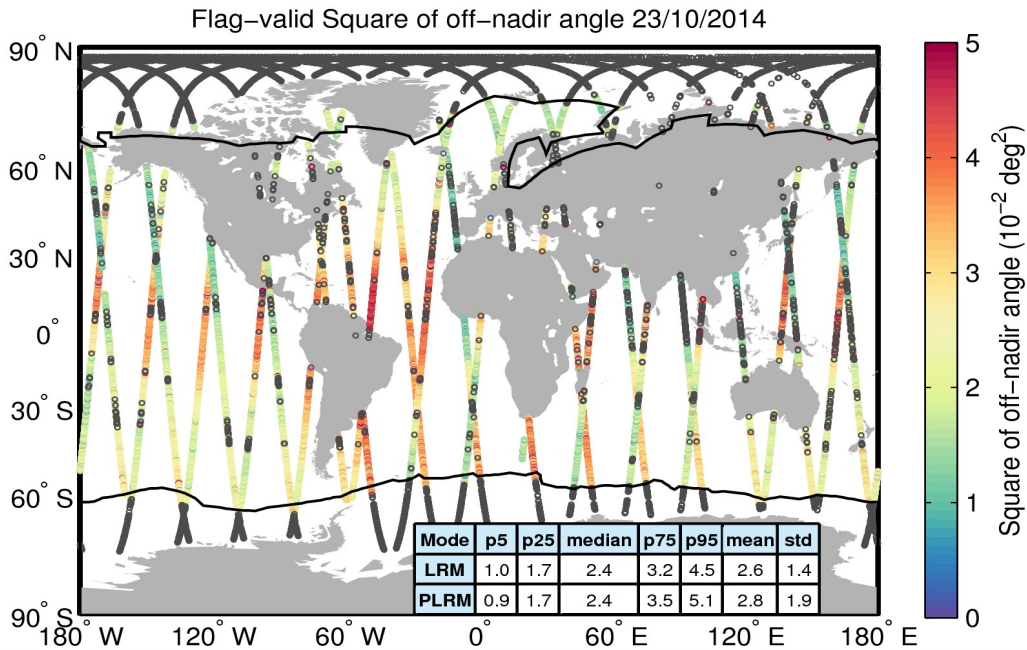 Flag−valid Square of off−nadir angle 23/10/2014
90° N
60° N
30° N
0°
30° S
60° S
90° S
180° W
120° W
60° W
0°
60° E
120° E
180° E
Mode p5 p25 median p75 p95 mean std
LRM 1.0 1.7 2.4 3.2 4.5 2.6 1.4
PLRM 0.9 1.7 2.4 3.5 5.1 2.8 1.9
5
4
3
2
1
0
Square of off−nadir angle (10⁻² deg²)